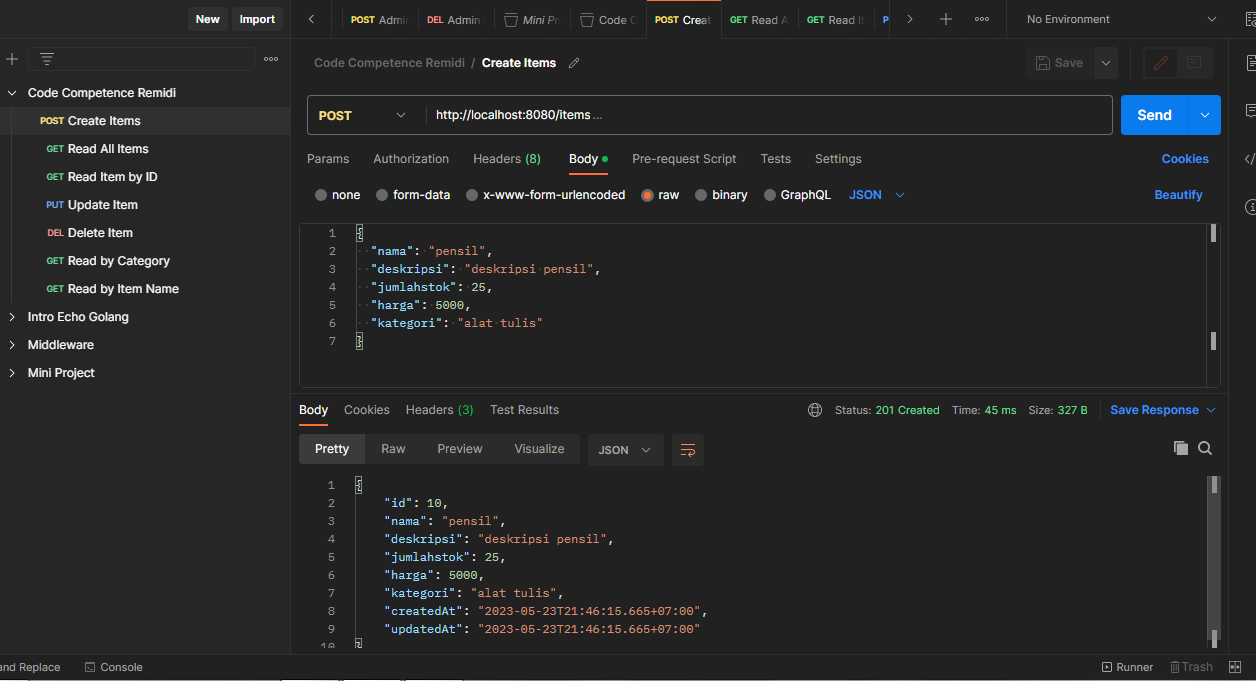 New Import
POST Admi DEL Admin Mini Pr Code C POST Creat GET Read A GET Read It P No Environment
Code Competence Remidi / Create Items Save
Code Competence Remidi
POST Create Items
GET Read All Items
GET Read Item by ID
PUT Update Item
DEL Delete Item
GET Read by Category
GET Read by Item Name
Intro Echo Golang
Middleware
Mini Project
POST http://localhost:8080/items ... Send
Params Authorization Headers (8) Body Pre-request Script Tests Settings Cookies
none form-data x-www-form-urlencoded raw binary GraphQL JSON Beautify
1 {
2 "nama": "pensil",
3 "deskripsi": "deskripsi pensil",
4 "jumlahstok": 25,
5 "harga": 5000,
6 "kategori": "alat tulis"
7 }
Body Cookies Headers (3) Test Results Status: 201 Created Time: 45 ms Size: 327 B Save Response
Pretty Raw Preview Visualize JSON
1 {
2 "id": 10,
3 "nama": "pensil",
4 "deskripsi": "deskripsi pensil",
5 "jumlahstok": 25,
6 "harga": 5000,
7 "kategori": "alat tulis",
8 "createdAt": "2023-05-23T21:46:15.665+07:00",
9 "updatedAt": "2023-05-23T21:46:15.665+07:00"
10 }
and Replace Console Runner Trash